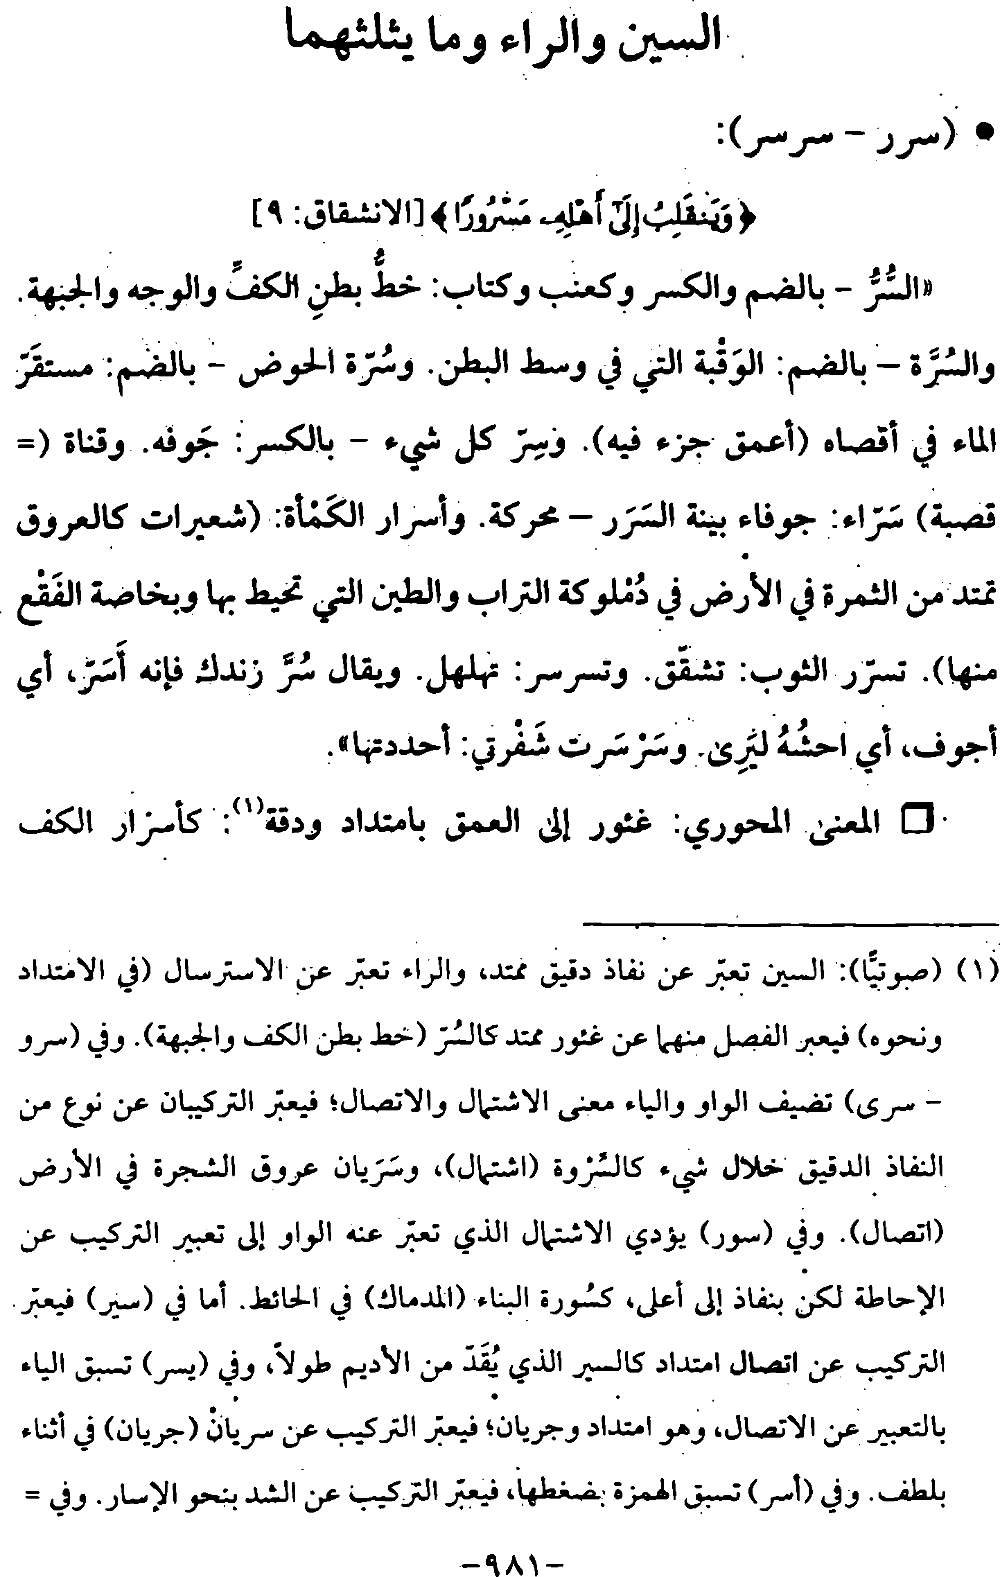 السين والراء وما يثلثهما
• (سرر - سرسر):
﴿وَيَنقَلِبُ إِلَىٰٓ أَهْلِهِۦ مَسْرُورًا﴾ [الانشقاق: ٩]
«السُّرُّ - بالضم والكسر وكعنب وكتاب: خطُّ بطنِ الكفِّ والوجه والجبهة.
والسُرَّة – بالضم: الوَقْبة التي في وسط البطن. وسُرّة الحوض - بالضم: مستقَرّ
الماء في أقصاه (أعمق جزء فيه). وَسِرّ كل شيء - بالكسر: جَوفه. وقناة (=
قصبة) سَرّاء: جوفاء بينة السَرَر – محركة. وأسرار الكَمْأة: (شعيرات كالعروق
تمتد من الثمرة في الأرض في دُمْلوكة التراب والطين التي تحيط بها وبخاصة الفَقْع
منها). تسرّر الثوب: تشقّق. وتسرسر: تهلهل. ويقال سُرَّ زندك فإنه أَسَرّ، أي
أجوف، أي احشُهُ ليَرِىٰ. وسَرْسَرت شَفْرتي: أحددتها».
□ المعنىٰ المحوري: غئور إلىٰ العمق بامتداد ودقة(١): كأسرار الكف
(١) (صوتيًّا): السين تعبّر عن نفاذ دقيق ممتد، والراء تعبّر عن الاسترسال (في الامتداد
ونحوه) فيعبر الفصل منهما عن غئور ممتد كالسُرّ (خط بطن الكف والجبهة). وفي (سرو
- سرى) تضيف الواو والياء معنى الاشتمال والاتصال؛ فيعبّر التركيبان عن نوع من
النفاذ الدقيق خلال شيء كالسَّرْوة (اشتمال)، وسَرَيان عروق الشجرة في الأرض
(اتصال). وفي (سور) يؤدي الاشتمال الذي تعبّر عنه الواو إلى تعبير التركيب عن
الإحاطة لكن بنفاذ إلى أعلى، كسُورة البناء (المدماك) في الحائط. أما في (سير) فيعبّر
التركيب عن اتصال امتداد كالسير الذي يُقَدّ من الأديم طولاً، وفي (يسر) تسبق الياء
بالتعبير عن الاتصال، وهو امتداد وجريان؛ فيعبّر التركيب عن سريان (جريان) في أثناء
بلطف. وفي (أسر) تسبق الهمزة بضغطها، فيعبّر التركيب عن الشد بنحو الإسار. وفي =
-٩٨١-